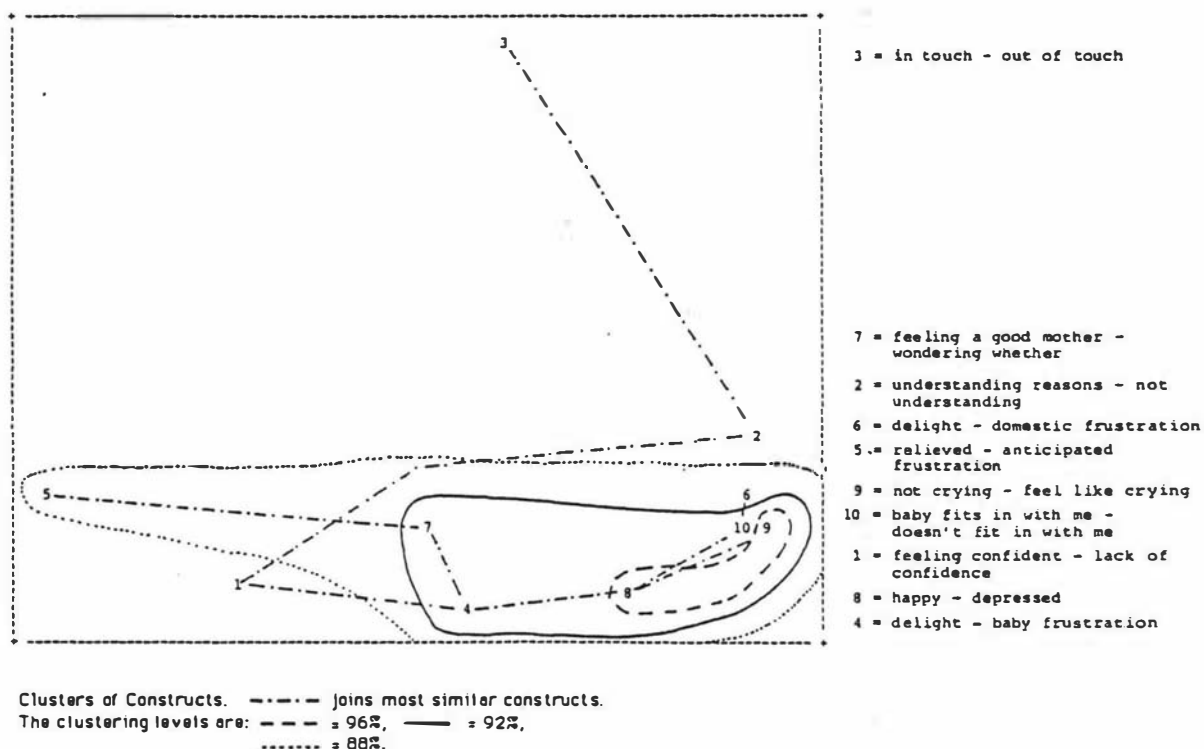 3
3 = in touch - out of touch
7 = feeling a good mother -
wondering whether
2 = understanding reasons - not
understanding
2
6 = delight - domestic frustration
5 = relieved - anticipated
frustration
5
6
9 = not crying - feel like crying
7
10/9
10 = baby fits in with me -
doesn't fit in with me
1 = feeling confident - lack of
confidence
1
8
8 = happy - depressed
4
4 = delight - baby frustration
Clusters of Constructs. joins most similar constructs.
The clustering levels are: = 96%, = 92%,
= 88%.